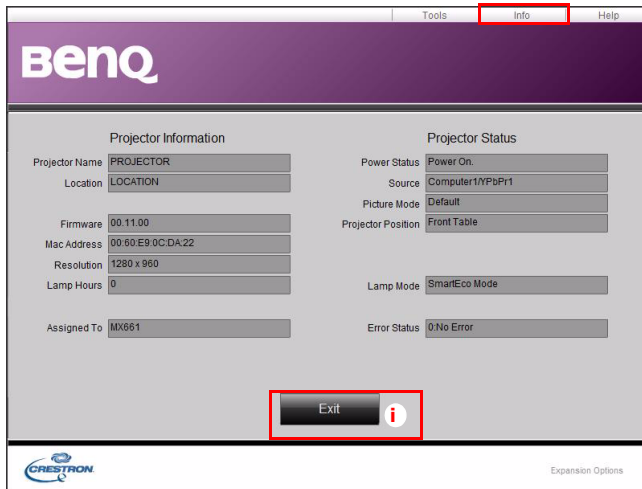 Tools Info Help
BenQ
Projector Information Projector Status
Projector Name PROJECTOR Power Status Power On.
Location LOCATION Source Computer1/YPbPr1
Picture Mode Default
Firmware 00.11.00 Projector Position Front Table
Mac Address 00:60:E9:0C:DA:22
Resolution 1280 x 960
Lamp Hours 0 Lamp Mode SmartEco Mode
Assigned To MX661 Error Status 0:No Error
Exit i
CRESTRON Expansion Options